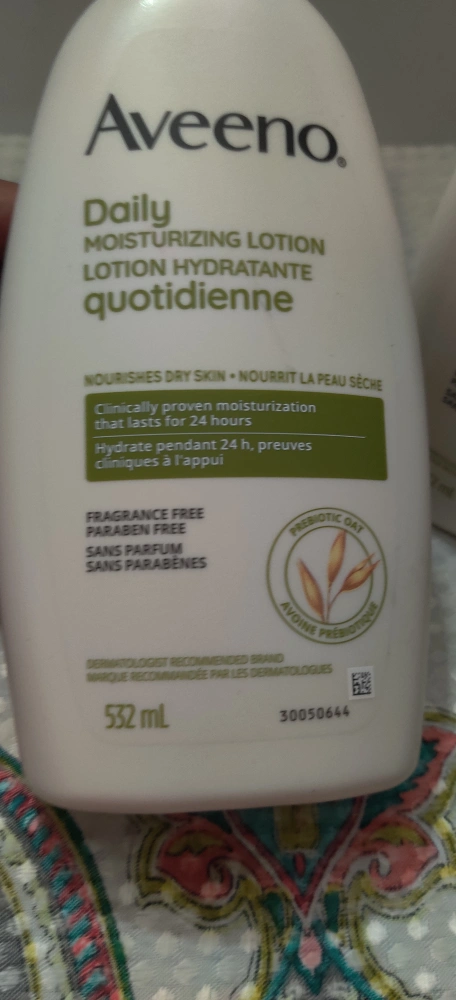 Aveeno®
Daily
MOISTURIZING LOTION
LOTION HYDRATANTE
quotidienne
NOURISHES DRY SKIN • NOURRIT LA PEAU SÈCHE
Clinically proven moisturization
that lasts for 24 hours
Hydrate pendant 24 h, preuves
cliniques à l'appui
FRAGRANCE FREE
PARABEN FREE
SANS PARFUM
SANS PARABÈNES
PREBIOTIC OAT
AVOINE PRÉBIOTIQUE
DERMATOLOGIST RECOMMENDED BRAND
MARQUE RECOMMANDÉE PAR LES DERMATOLOGUES
532 mL
30050644